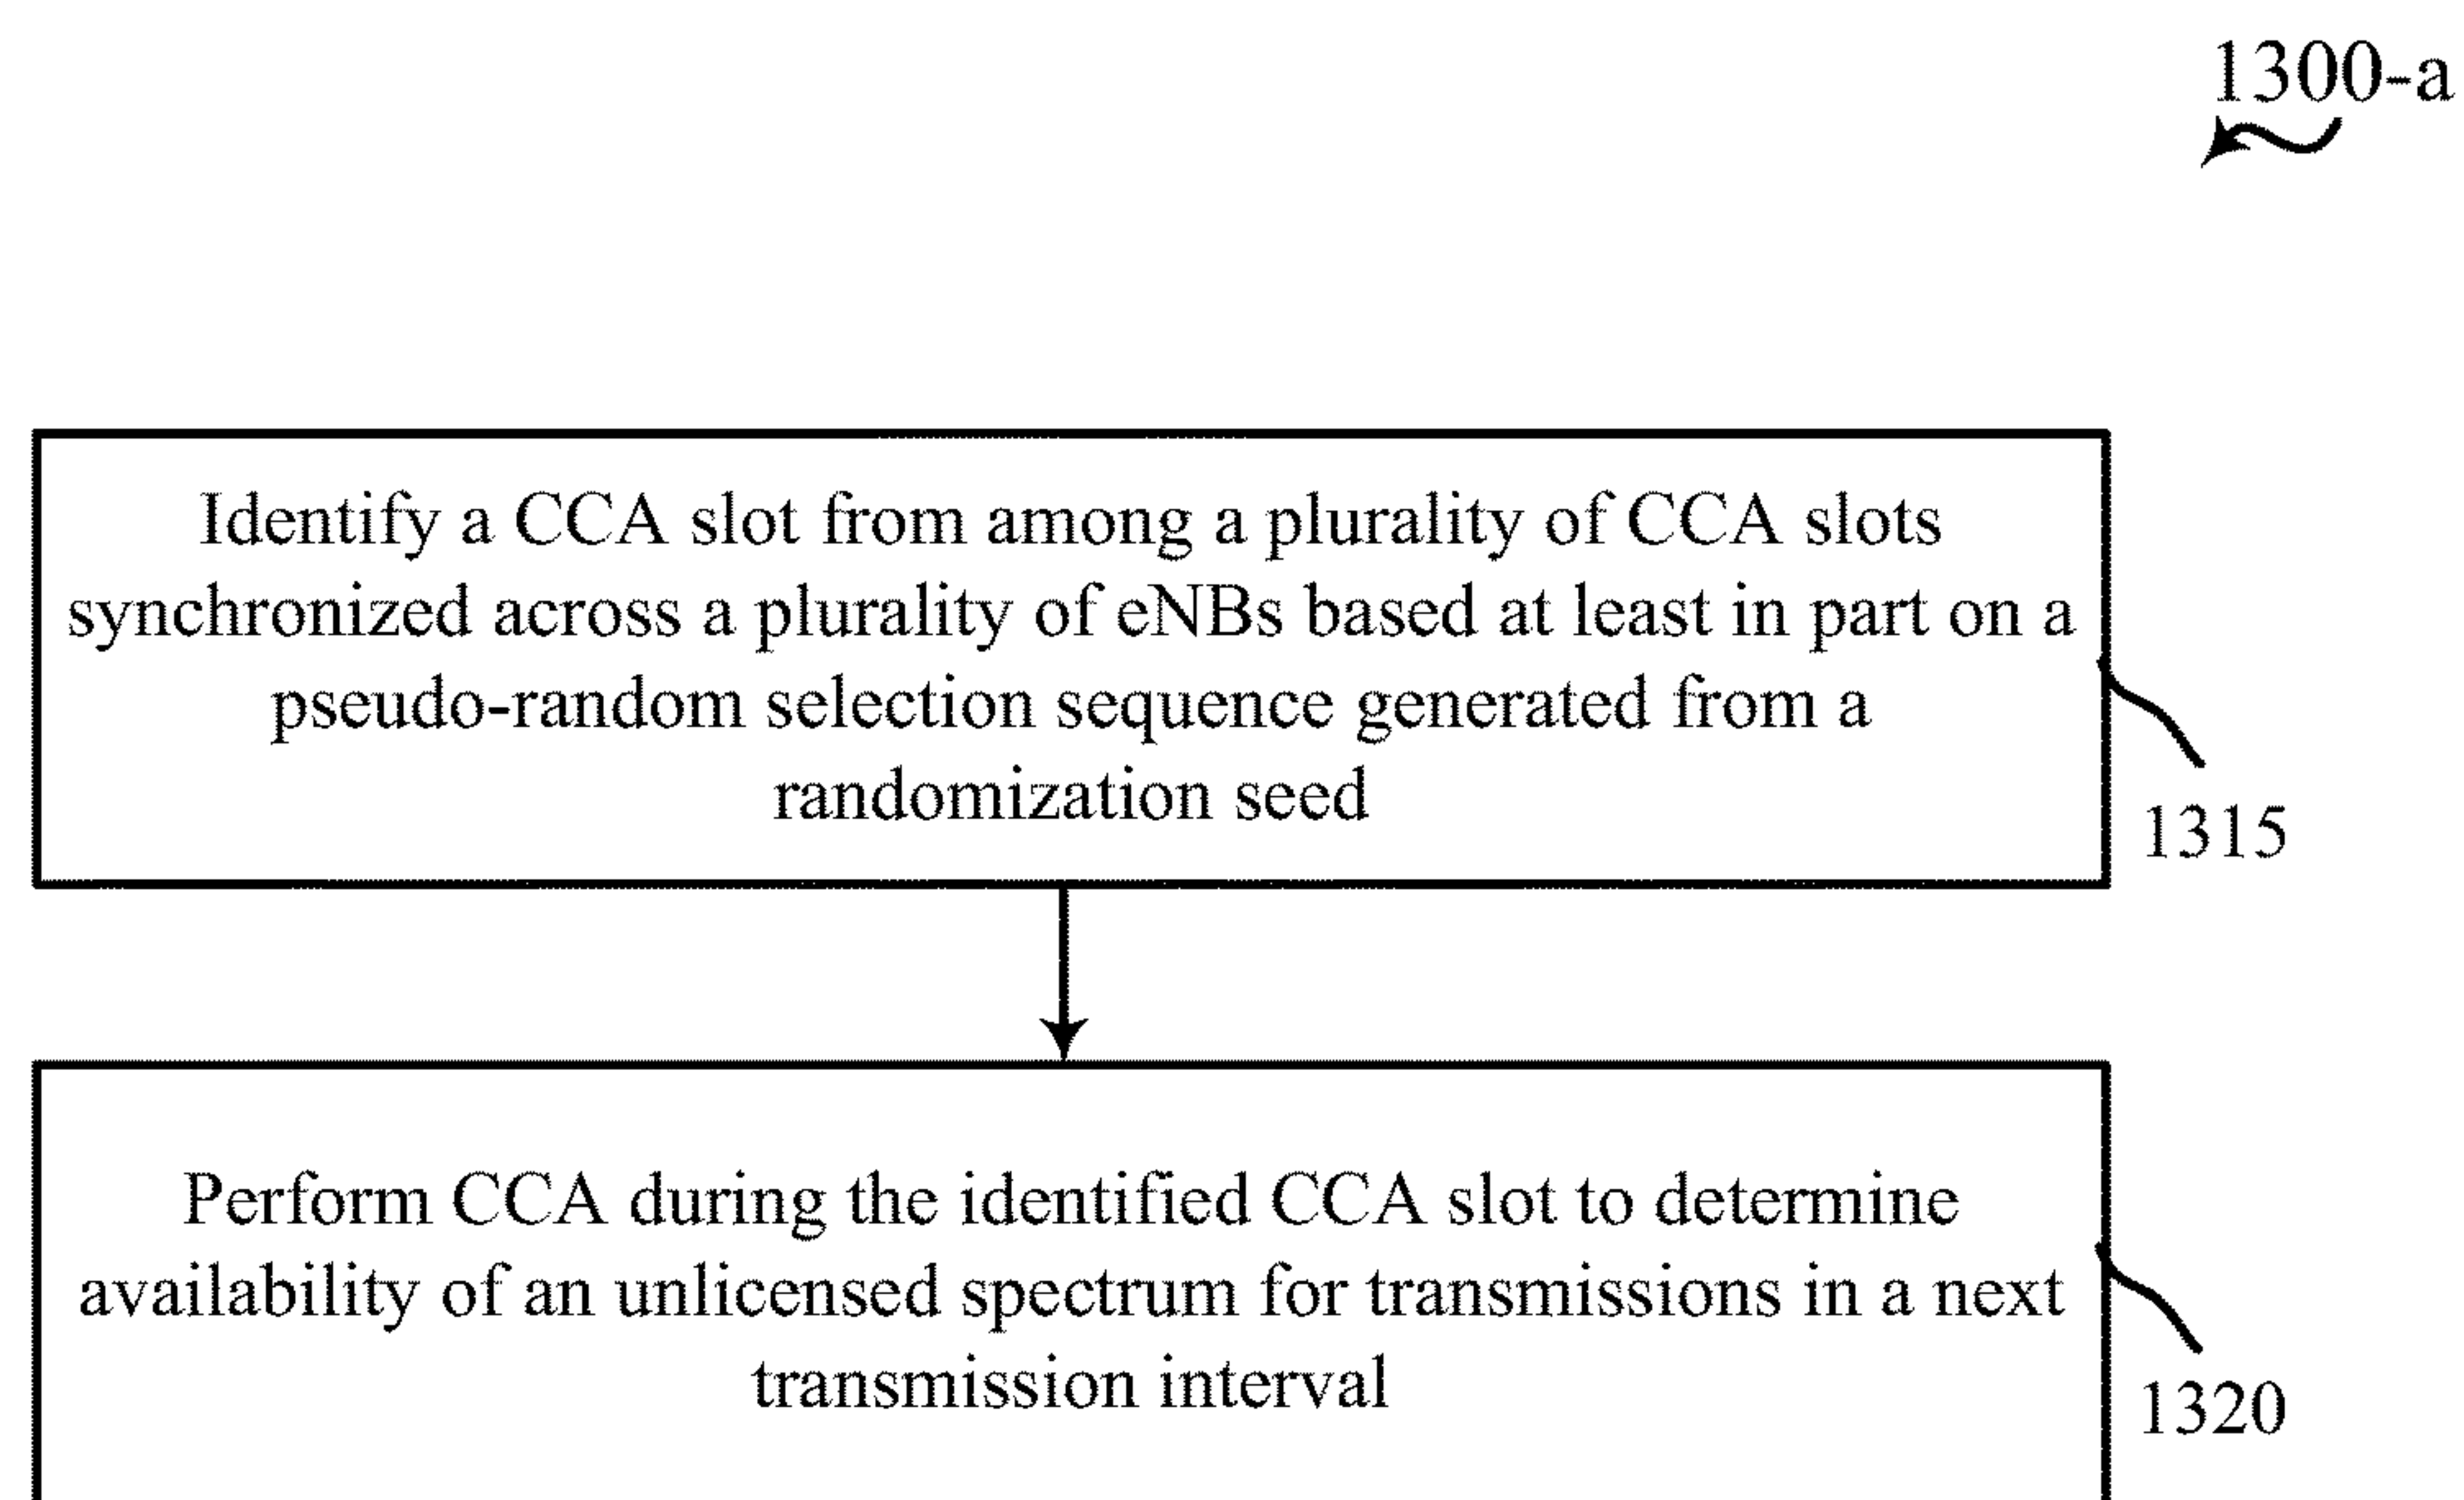 1300-a
Identify a CCA slot from among a plurality of CCA slots
synchronized across a plurality of eNBs based at least in part on a
pseudo-random selection sequence generated from a
randomization seed
1315
Perform CCA during the identified CCA slot to determine
availability of an unlicensed spectrum for transmissions in a next
transmission interval
1320